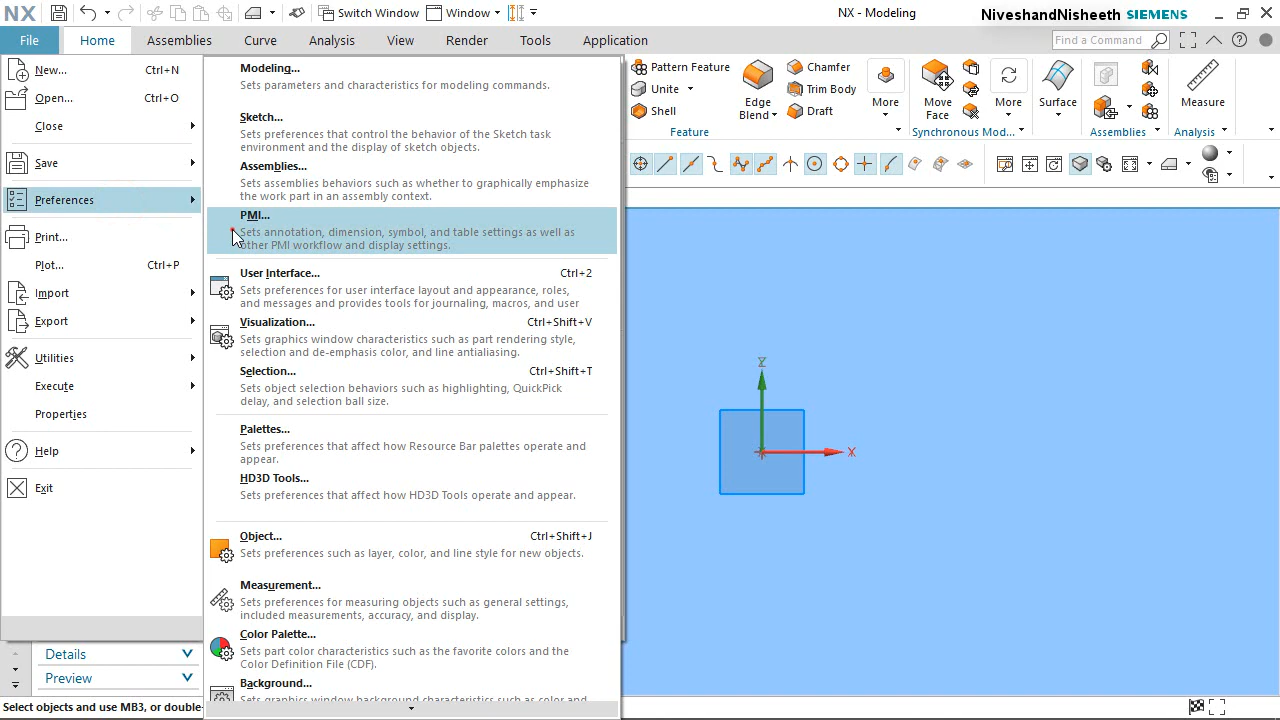 NX
Switch Window
Window
NX - Modeling
NiveshandNisheeth SIEMENS
File
Home
Assemblies
Curve
Analysis
View
Render
Tools
Application
Find a Command
New... Ctrl+N
Open... Ctrl+O
Close
Save
Preferences
Print...
Plot... Ctrl+P
Import
Export
Utilities
Execute
Properties
Help
Exit
Modeling...
Sets parameters and characteristics for modeling commands.
Sketch...
Sets preferences that control the behavior of the Sketch task
environment and the display of sketch objects.
Assemblies...
Sets assemblies behaviors such as whether to graphically emphasize
the work part in an assembly context.
PMI...
Sets annotation, dimension, symbol, and table settings as well as
other PMI workflow and display settings.
User Interface... Ctrl+2
Sets preferences for user interface layout and appearance, roles,
and messages and provides tools for journaling, macros, and user
Visualization... Ctrl+Shift+V
Sets graphics window characteristics such as part rendering style,
selection and de-emphasis color, and line antialiasing.
Selection... Ctrl+Shift+T
Sets object selection behaviors such as highlighting, QuickPick
delay, and selection ball size.
Palettes...
Sets preferences that affect how Resource Bar palettes operate and
appear.
HD3D Tools...
Sets preferences that affect how HD3D Tools operate and appear.
Object... Ctrl+Shift+J
Sets preferences such as layer, color, and line style for new objects.
Measurement...
Sets preferences for measuring objects such as general settings,
included measurements, accuracy, and display.
Color Palette...
Sets part color characteristics such as the favorite colors and the
Color Definition File (CDF).
Background...
Sets graphics window background characteristics such as color and
Pattern Feature
Unite
Shell
Edge
Blend
Chamfer
Trim Body
Draft
More
Feature
Move
Face
More
Synchronous Mod...
Surface
Assemblies
Measure
Analysis
Z
X
Details
Preview
Select objects and use MB3, or double-